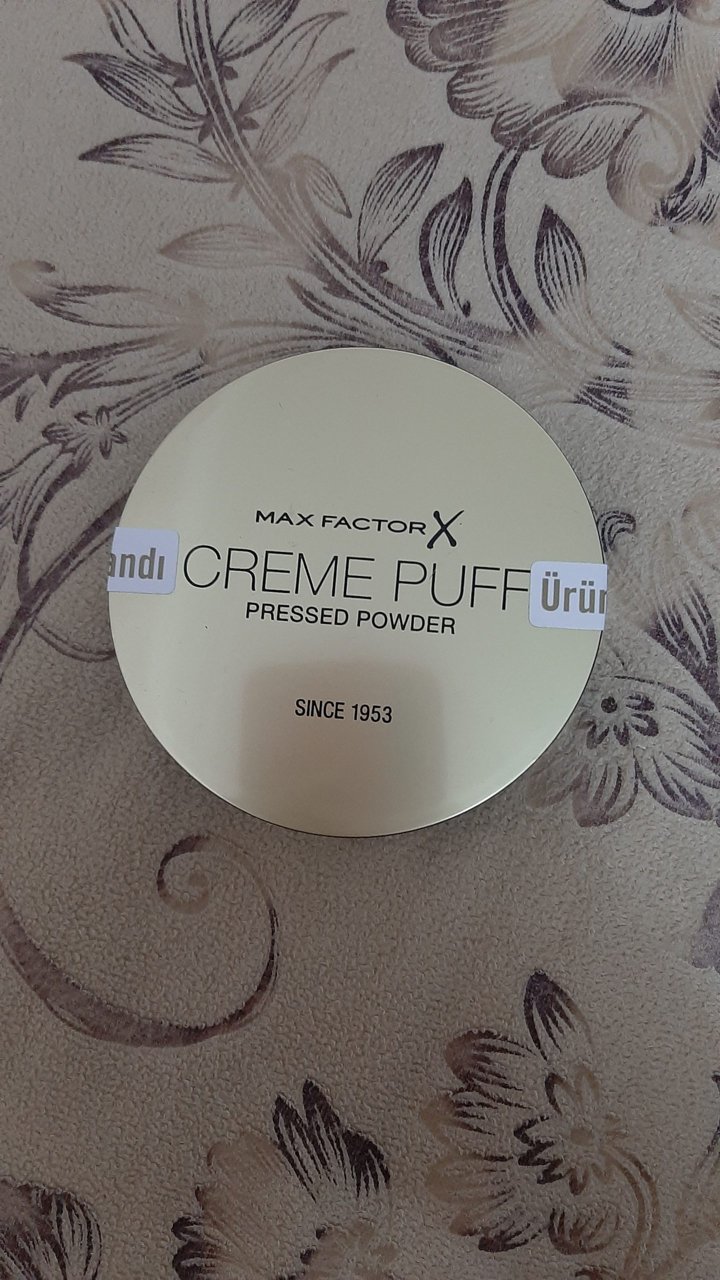 MAX FACTOR X
andı
CREME PUFF
Ürün
PRESSED POWDER
SINCE 1953